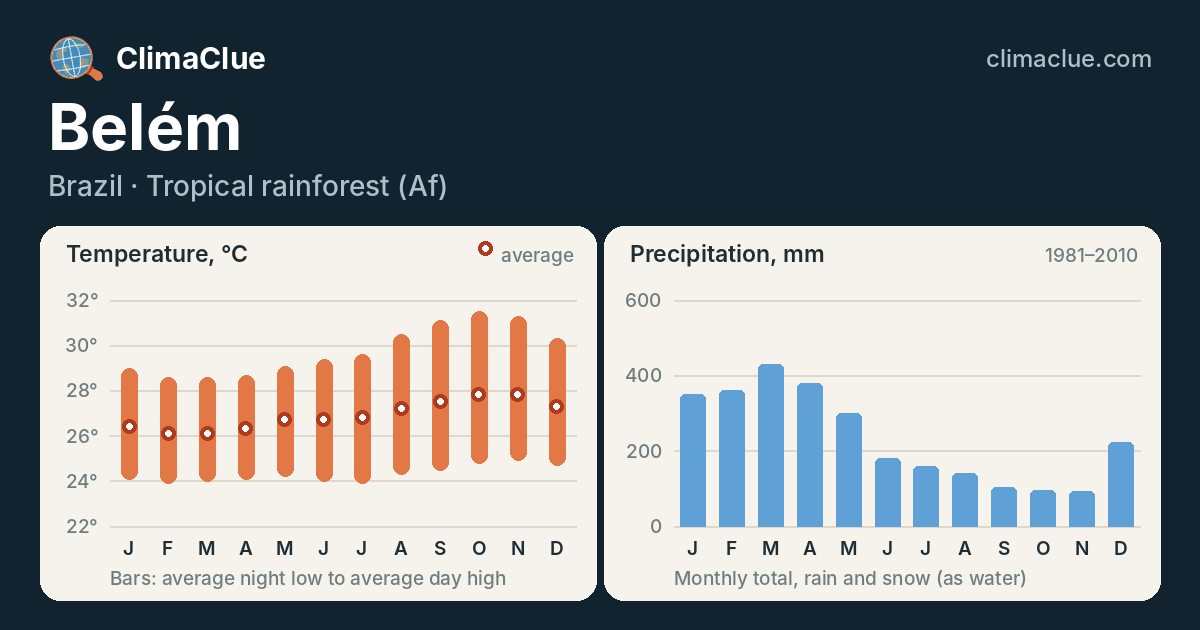 ClimaClue
climaclue.com
Belém
Brazil · Tropical rainforest (Af)
Temperature, °C
average
32°
30°
28°
26°
24°
22°
J F M A M J J A S O N D
Bars: average night low to average day high
Precipitation, mm
1981–2010
600
400
200
0
J F M A M J J A S O N D
Monthly total, rain and snow (as water)